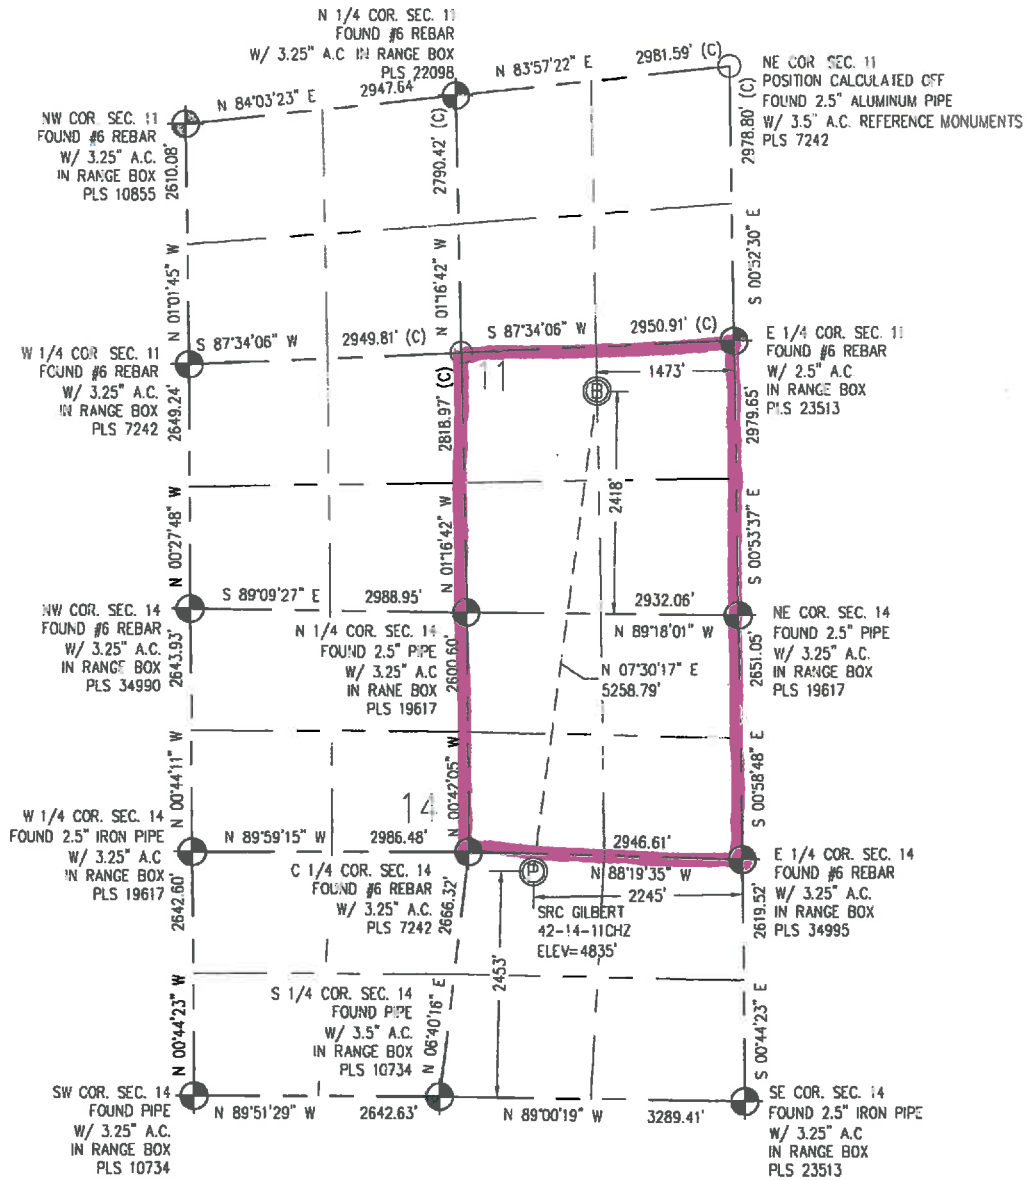 N 1/4 COR. SEC. 11
FOUND #6 REBAR
W/ 3.25" A.C IN RANGE BOX
PLS 22098
N 84°03'23" E
2947.64'
N 83°57'22" E
2981.59' (C)
NE COR SEC. 11
POSITION CALCULATED OFF
FOUND 2.5" ALUMINUM PIPE
W/ 3.5" A.C. REFERENCE MONUMENTS
PLS 7242
NW COR. SEC. 11
FOUND #6 REBAR
W/ 3.25" A.C.
IN RANGE BOX
PLS 10855
2610.08'
N 01°01'45" W
2790.42' (C)
N 01°16'42" W
2978.80' (C)
S 00°52'30" E
W 1/4 COR SEC. 11
FOUND #6 REBAR
W/ 3.25" A.C.
IN RANGE BOX
PLS 7242
S 87°34'06" W
2949.81' (C)
S 87°34'06" W
2950.91' (C)
E 1/4 COR. SEC. 11
FOUND #6 REBAR
W/ 2.5" A.C
IN RANGE BOX
PLS 23513
11
1473'
B
2649.24'
N 00°27'48" W
2818.97' (C)
N 01°16'42" W
2418'
2979.65'
S 00°53'37" E
NW COR. SEC. 14
FOUND #6 REBAR
W/ 3.25" A.C.
IN RANGE BOX
PLS 34990
S 89°09'27" E
2988.95'
2932.06'
N 89°18'01" W
NE COR. SEC. 14
FOUND 2.5" PIPE
W/ 3.25" A.C.
IN RANGE BOX
PLS 19617
N 1/4 COR. SEC. 14
FOUND 2.5" PIPE
W/ 3.25" A.C
IN RANE BOX
PLS 19617
N 07°30'17" E
5258.79'
2643.93'
N 00°44'11" W
2600.60'
N 00°42'05" W
2651.05'
S 00°58'48" E
14
W 1/4 COR. SEC. 14
FOUND 2.5" IRON PIPE
W/ 3.25" A.C
IN RANGE BOX
PLS 19617
N 89°59'15" W
2986.48'
2946.61'
N 88°19'35" W
E 1/4 COR. SEC. 14
FOUND #6 REBAR
W/ 3.25" A.C.
IN RANGE BOX
PLS 34995
C 1/4 COR. SEC. 14
FOUND #6 REBAR
W/ 3.25" A.C.
PLS 7242
P
2245'
SRC GILBERT
42-14-11CHZ
ELEV=4835'
2642.60'
N 00°44'23" W
2666.32'
N 06°40'16" E
2453'
2619.52'
S 00°44'23" E
S 1/4 COR. SEC. 14
FOUND PIPE
W/ 3.5" A.C.
IN RANGE BOX
PLS 10734
SW COR. SEC. 14
FOUND PIPE
W/ 3.25" A.C.
IN RANGE BOX
PLS 10734
N 89°51'29" W
2642.63'
N 89°00'19" W
3289.41'
SE COR. SEC. 14
FOUND 2.5" IRON PIPE
W/ 3.25" A.C
IN RANGE BOX
PLS 23513